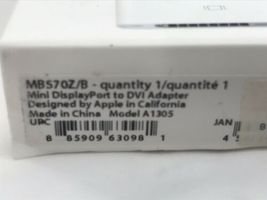 MB570Z/B - quantity 1/quantité 1
Mini DisplayPort to DVI Adapter
Designed by Apple in California
Made in China Model A1305
UPC JAN
8 85909 63098 1 4